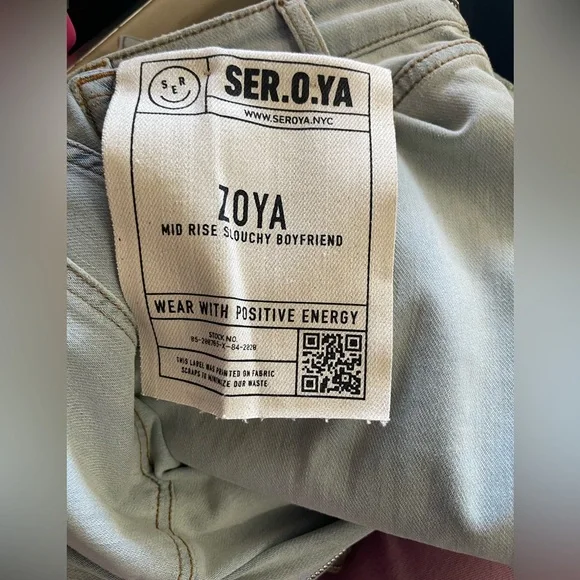 SER
SER.O.YA
WWW.SEROYA.NYC
ZOYA
MID RISE SLOUCHY BOYFRIEND
WEAR WITH POSITIVE ENERGY
STOCK NO.
THIS LABEL WAS PRINTED ON FABRIC
SCRAPS TO MINIMIZE OUR WASTE